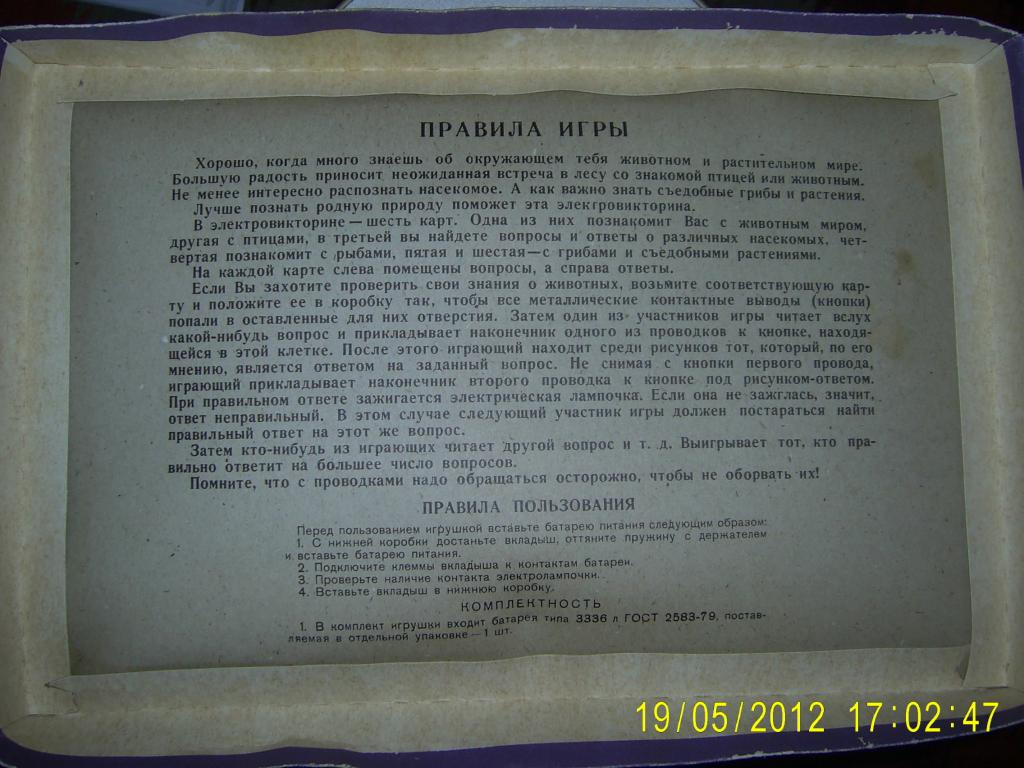 ПРАВИЛА ИГРЫ
Хорошо, когда много знаешь об окружающем тебя животном и растительном мире.
Большую радость приносит неожиданная встреча в лесу со знакомой птицей или животным.
Не менее интересно распознать насекомое. А как важно знать съедобные грибы и растения.
Лучше познать родную природу поможет эта электровикторина.
В электровикторине — шесть карт. Одна из них познакомит Вас с животным миром,
другая с птицами, в третьей вы найдете вопросы и ответы о различных насекомых, чет-
вертая познакомит с рыбами, пятая и шестая—с грибами и съедобными растениями.
На каждой карте слева помещены вопросы, а справа ответы.
Если Вы захотите проверить свои знания о животных, возьмите соответствующую кар-
ту и положите ее в коробку так, чтобы все металлические контактные выводы (кнопки)
попали в оставленные для них отверстия. Затем один из участников игры читает вслух
какой-нибудь вопрос и прикладывает наконечник одного из проводков к кнопке, находя-
щейся в этой клетке. После этого играющий находит среди рисунков тот, который, по его
мнению, является ответом на заданный вопрос. Не снимая с кнопки первого провода,
играющий прикладывает наконечник второго проводка к кнопке под рисунком-ответом.
При правильном ответе зажигается электрическая лампочка. Если она не зажглась, значит,
ответ неправильный. В этом случае следующий участник игры должен постараться найти
правильный ответ на этот же вопрос.
Затем кто-нибудь из играющих читает другой вопрос и т. д. Выигрывает тот, кто пра-
вильно ответит на большее число вопросов.
Помните, что с проводками надо обращаться осторожно, чтобы не оборвать их!
ПРАВИЛА ПОЛЬЗОВАНИЯ
Перед пользованием игрушкой вставьте батарею питания следующим образом:
1. С нижней коробки достаньте вкладыш, оттяните пружину с держателем
и вставьте батарею питания.
2. Подключите клеммы вкладыша к контактам батареи.
3. Проверьте наличие контакта электролампочки.
4. Вставьте вкладыш в нижнюю коробку.
КОМПЛЕКТНОСТЬ
1. В комплект игрушки входит батарея типа 3336 л ГОСТ 2583-79, постав-
ляемая в отдельной упаковке — 1 шт.
19/05/2012 17:02:47